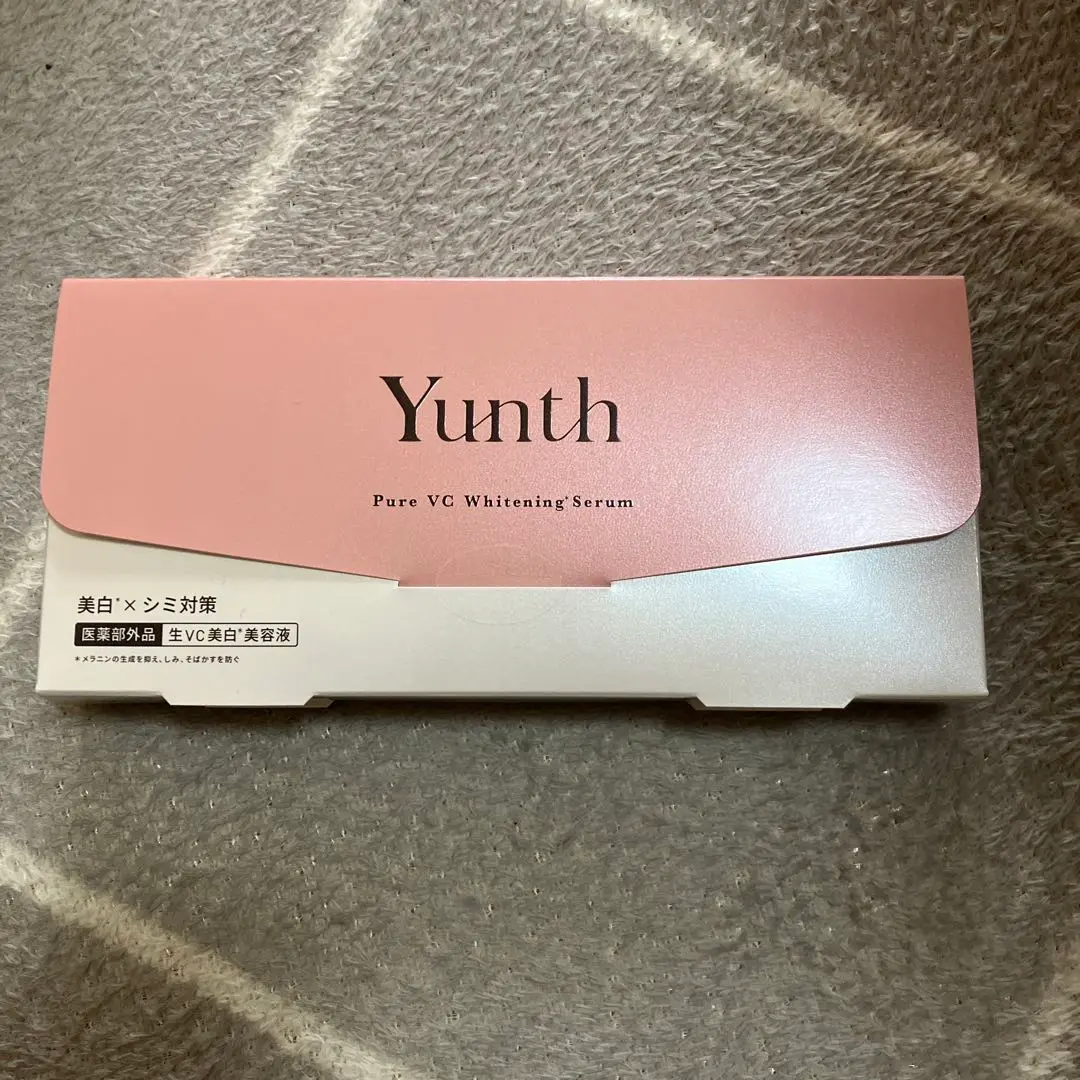 Yunth
Pure VC Whitening*Serum
美白*×シミ対策
医薬部外品 生VC美白*美容液
*メラニンの生成を抑え、しみ、そばかすを防ぐ